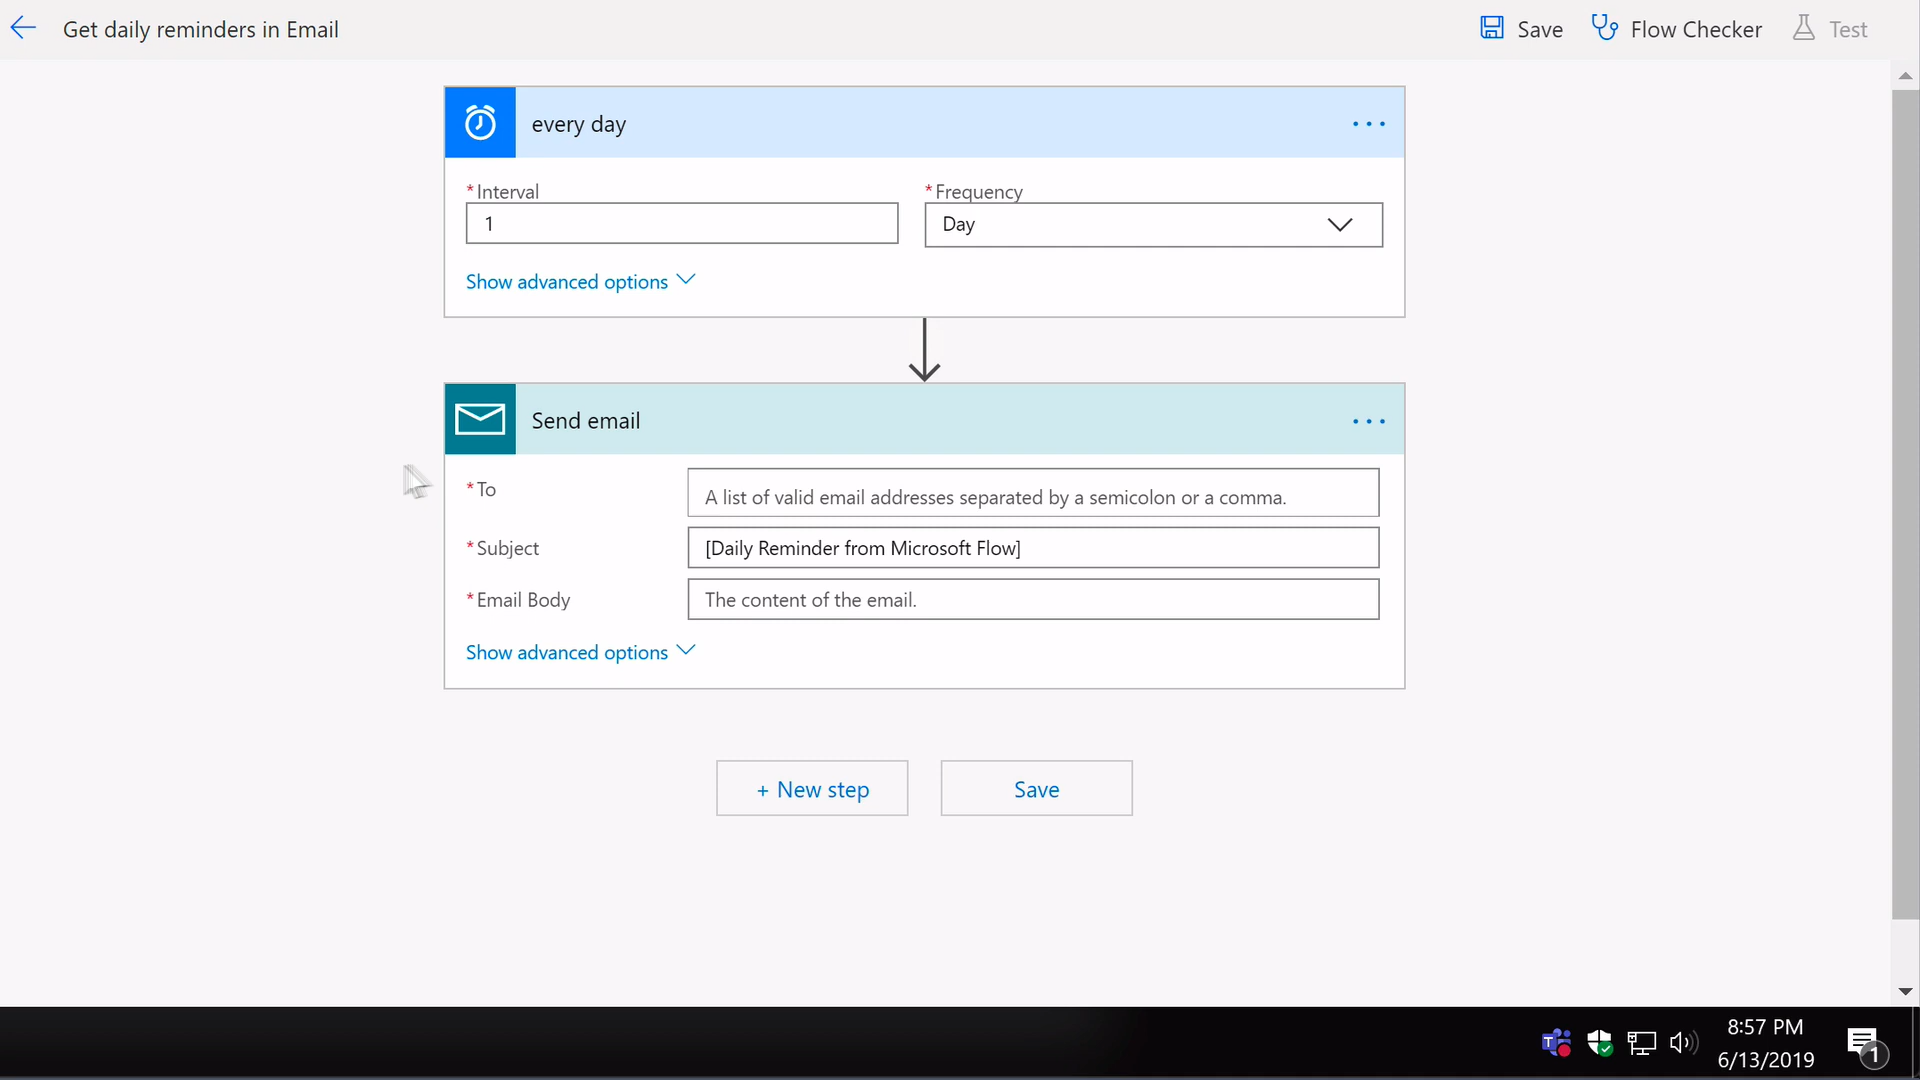 Get daily reminders in Email
Save
Flow Checker
Test
every day
*Interval
*Frequency
1
Day
Show advanced options
Send email
*To
A list of valid email addresses separated by a semicolon or a comma.
*Subject
[Daily Reminder from Microsoft Flow]
*Email Body
The content of the email.
Show advanced options
+ New step
Save
T
8:57 PM
6/13/2019
1